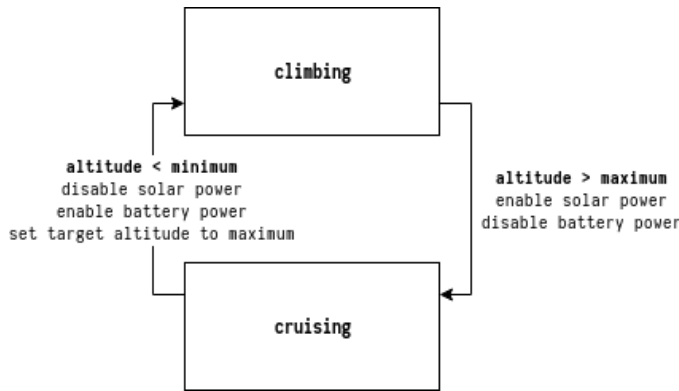 climbing
altitude < minimum
disable solar power
enable battery power
set target altitude to maximum
altitude > maximum
enable solar power
disable battery power
cruising